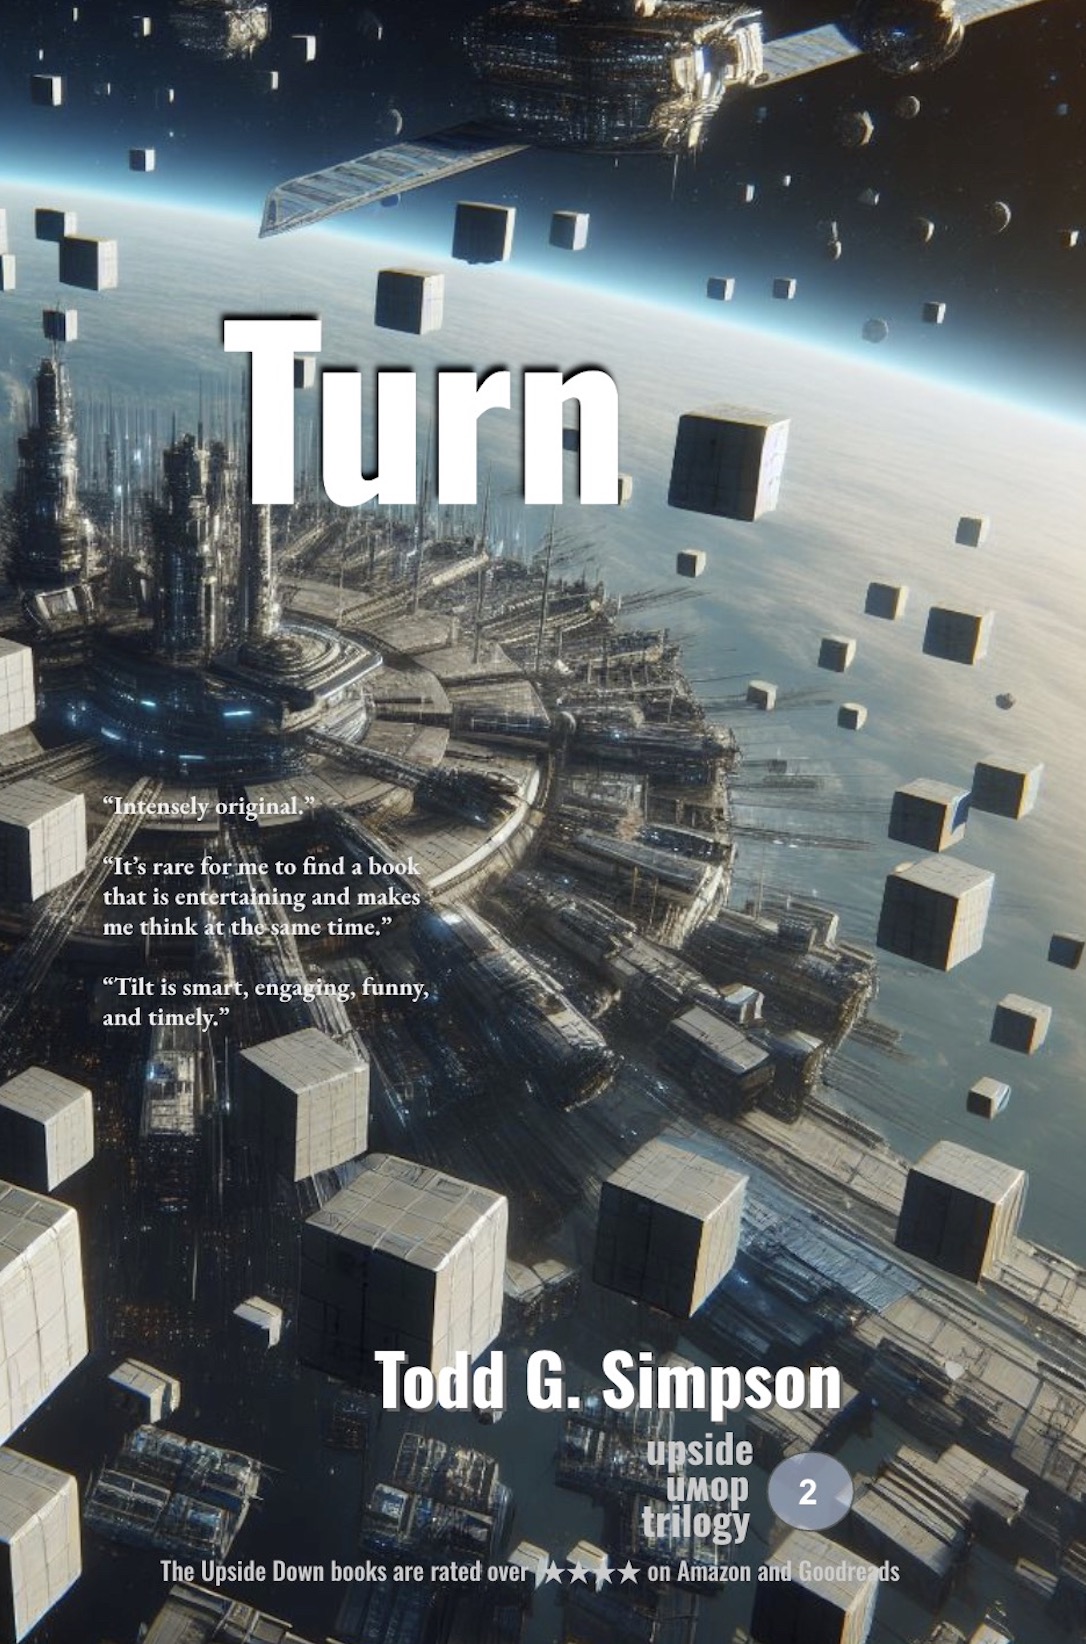 Turn
“Intensely original.”
“It’s rare for me to find a book
that is entertaining and makes
me think at the same time.”
“Tilt is smart, engaging, funny,
and timely.”
Todd G. Simpson
upside
down
trilogy
2
The Upside Down books are rated over ★★★★ on Amazon and Goodreads